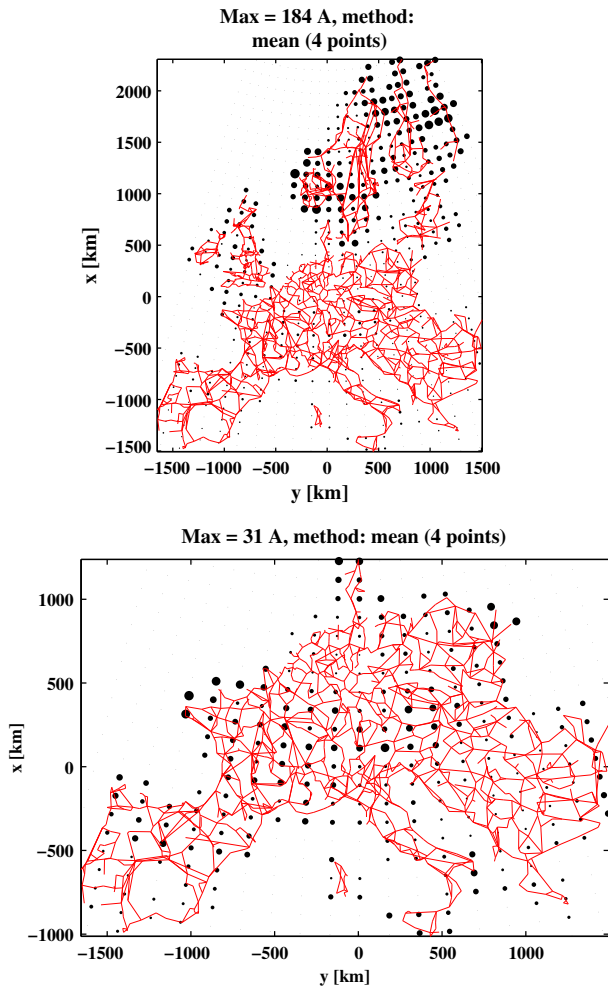 Max = 184 A, method:
mean (4 points)
2000
1500
1000
500
0
−500
−1000
−1500
x [km]
−1500 −1000 −500 0 500 1000 1500
y [km]
Max = 31 A, method: mean (4 points)
1000
500
0
−500
−1000
x [km]
−1500 −1000 −500 0 500 1000
y [km]